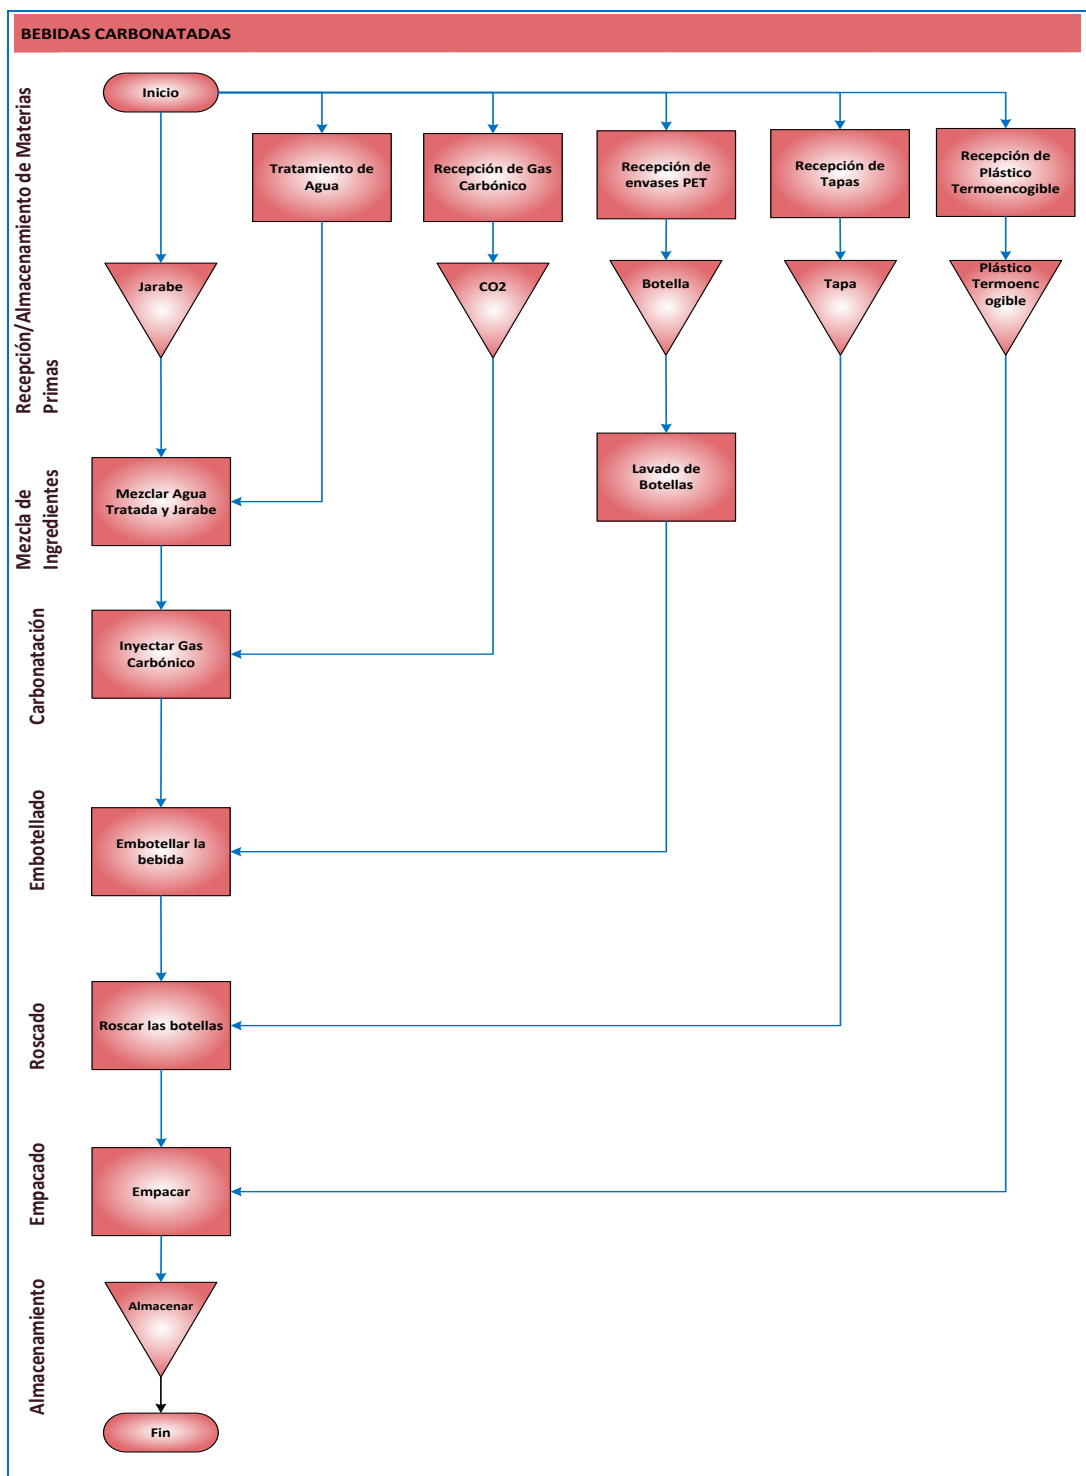 BEBIDAS CARBONATADAS
Recepción/Almacenamiento de Materias
Primas
Inicio
Tratamiento de
Agua
Recepción de Gas
Carbónico
Recepción de
envases PET
Recepción de
Tapas
Recepción de
Plástico
Termoencogible
Jarabe
CO2
Botella
Tapa
Plástico
Termoenc
ogible
Mezcla de
Ingredientes
Mezclar Agua
Tratada y Jarabe
Lavado de
Botellas
Carbonatación
Inyectar Gas
Carbónico
Embotellado
Embotellar la
bebida
Roscado
Roscar las botellas
Empacado
Empacar
Almacenamiento
Almacenar
Fin